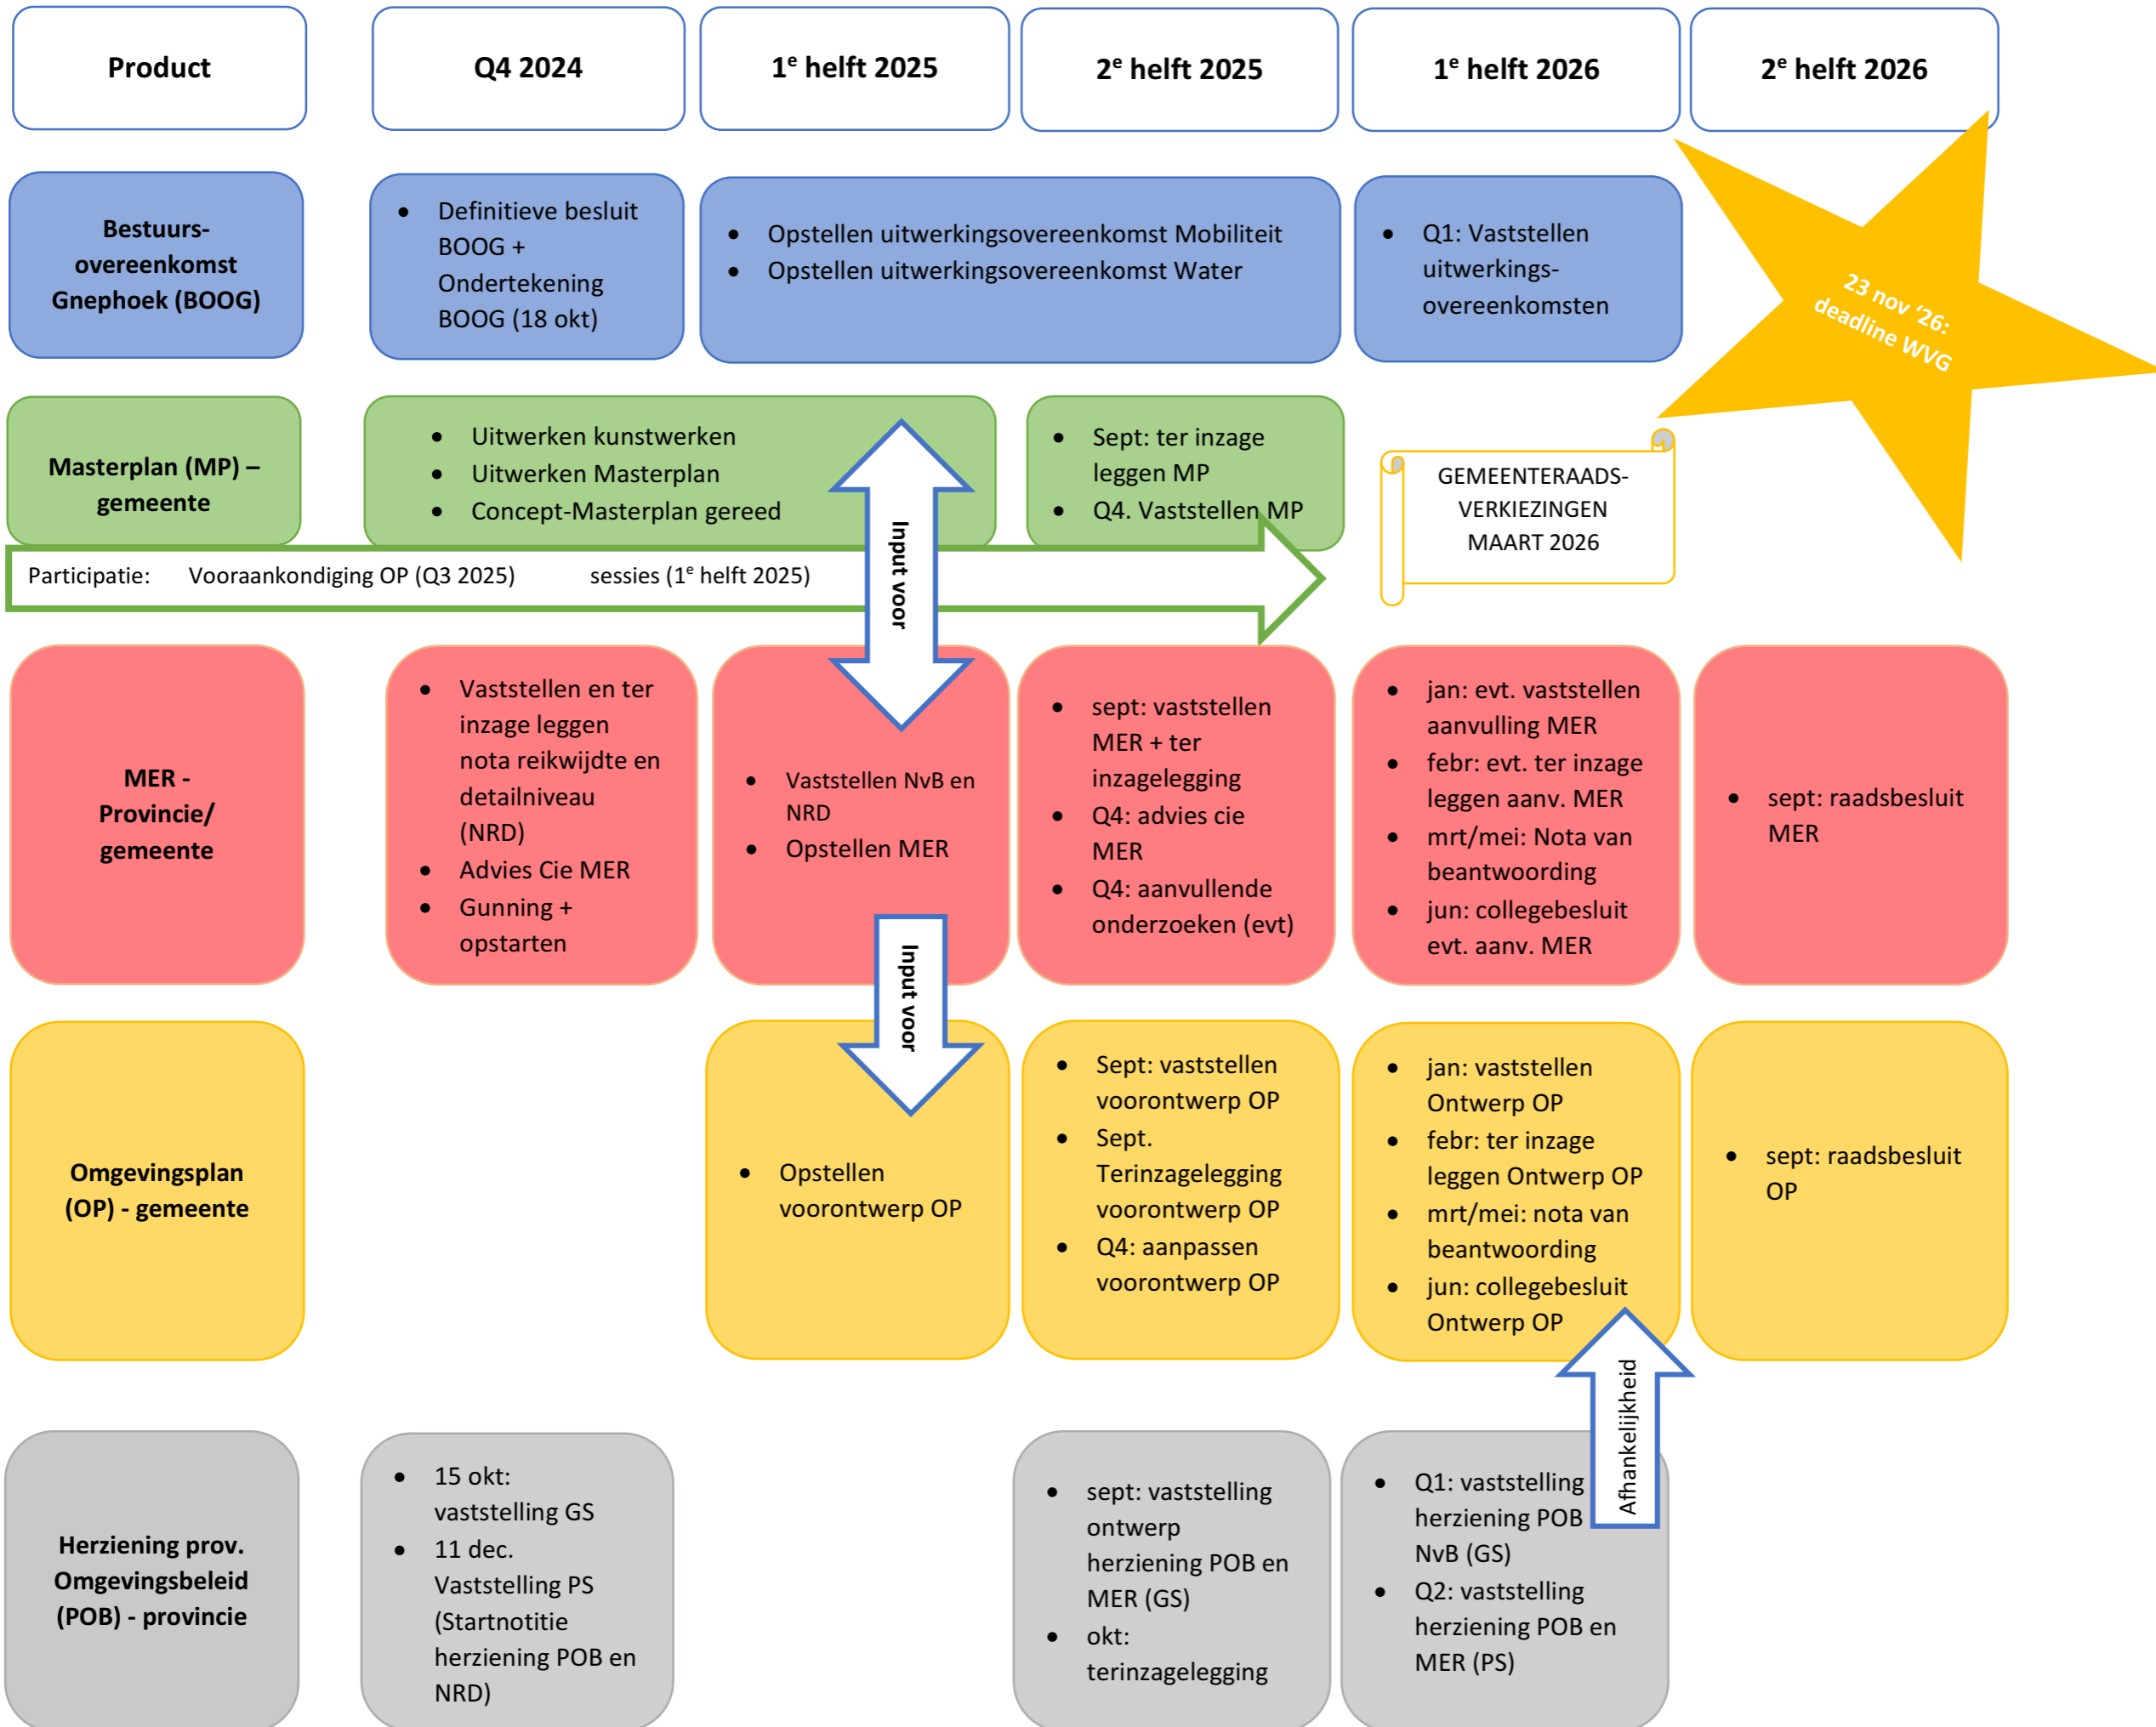 Product
Q4 2024
1e helft 2025
2e helft 2025
1e helft 2026
2e helft 2026
Bestuurs-
overeenkomst
Gnephoek (BOOG)
• Definitieve besluit
BOOG +
Ondertekening
BOOG (18 okt)
• Opstellen uitwerkingsovereenkomst Mobiliteit
• Opstellen uitwerkingsovereenkomst Water
• Q1: Vaststellen
uitwerkings-
overeenkomsten
23 nov ‘26:
deadline WVG
Masterplan (MP) –
gemeente
• Uitwerken kunstwerken
• Uitwerken Masterplan
• Concept-Masterplan gereed
Input voor
• Sept: ter inzage
leggen MP
• Q4. Vaststellen MP
GEMEENTERAADS-
VERKIEZINGEN
MAART 2026
Participatie: Vooraankondiging OP (Q3 2025) sessies (1e helft 2025)
MER -
Provincie/
gemeente
• Vaststellen en ter
inzage leggen
nota reikwijdte en
detailniveau
(NRD)
• Advies Cie MER
• Gunning +
opstarten
• Vaststellen NvB en
NRD
• Opstellen MER
Input voor
• sept: vaststellen
MER + ter
inzagelegging
• Q4: advies cie
MER
• Q4: aanvullende
onderzoeken (evt)
• jan: evt. vaststellen
aanvulling MER
• febr: evt. ter inzage
leggen aanv. MER
• mrt/mei: Nota van
beantwoording
• jun: collegebesluit
evt. aanv. MER
• sept: raadsbesluit
MER
Omgevingsplan
(OP) - gemeente
• Opstellen
voorontwerp OP
• Sept: vaststellen
voorontwerp OP
• Sept.
Terinzagelegging
voorontwerp OP
• Q4: aanpassen
voorontwerp OP
• jan: vaststellen
Ontwerp OP
• febr: ter inzage
leggen Ontwerp OP
• mrt/mei: nota van
beantwoording
• jun: collegebesluit
Ontwerp OP
• sept: raadsbesluit
OP
Afhankelijkheid
Herziening prov.
Omgevingsbeleid
(POB) - provincie
• 15 okt:
vaststelling GS
• 11 dec.
Vaststelling PS
(Startnotitie
herziening POB en
NRD)
• sept: vaststelling
ontwerp
herziening POB en
MER (GS)
• okt:
terinzagelegging
• Q1: vaststelling
herziening POB
NvB (GS)
• Q2: vaststelling
herziening POB en
MER (PS)